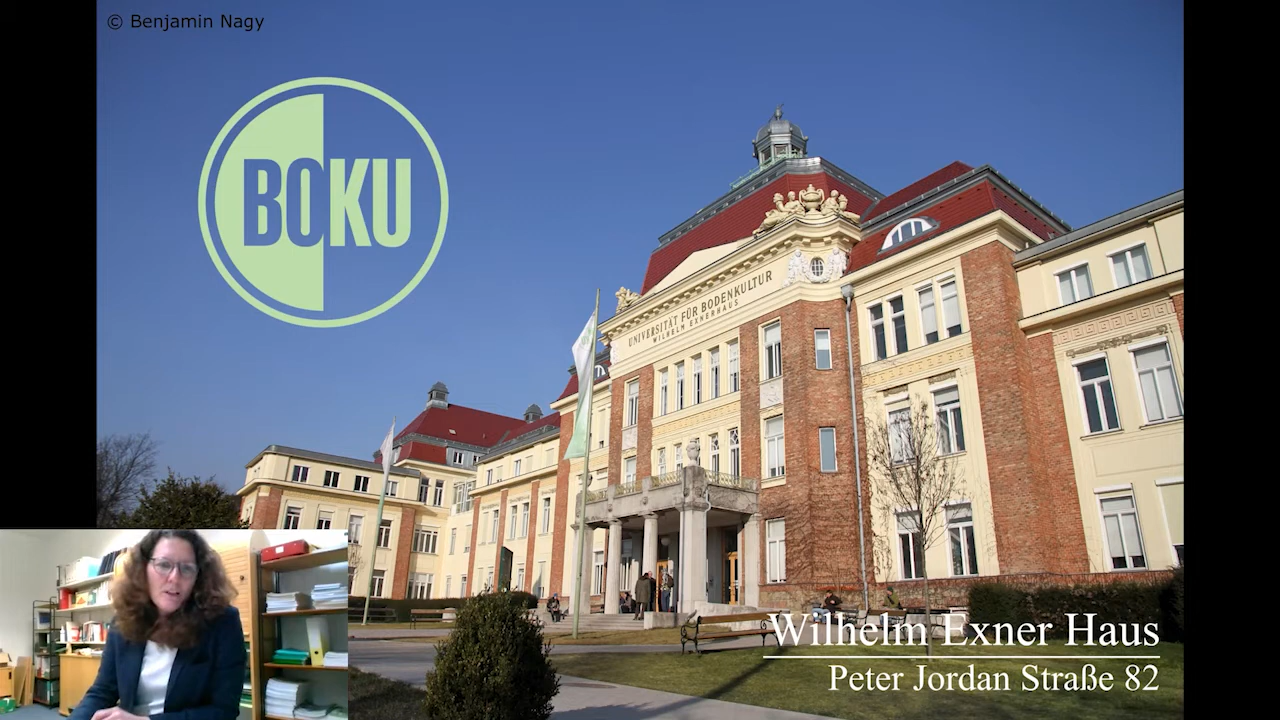 © Benjamin Nagy
BOKU
UNIVERSITÄT FÜR BODENKULTUR
WILHELM EXNERHAUS
Wilhelm Exner Haus
Peter Jordan Straße 82